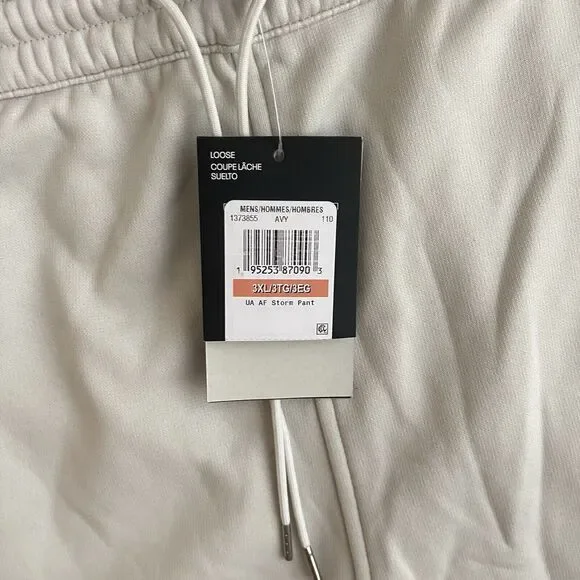 LOOSE
COUPE LÂCHE
SUELTO
MENS/HOMMES/HOMBRES
1373855 AVY 110
1 95253 87090 3
3XL/3TG/3EG
UA AF Storm Pant